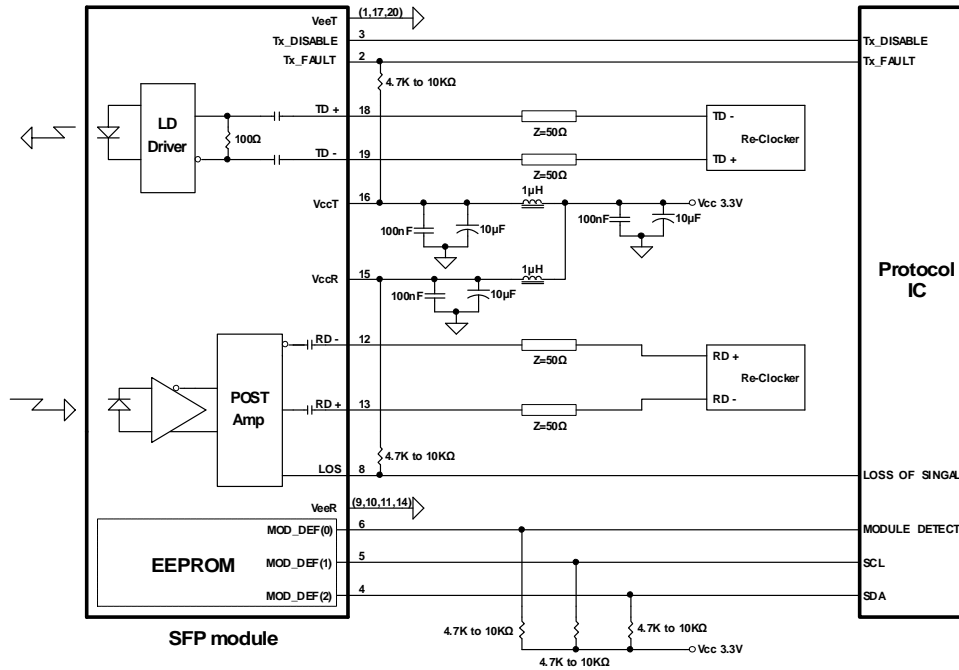 VeeT (1,17,20)
Tx_DISABLE 3 Tx_DISABLE
Tx_FAULT 2 Tx_FAULT
4.7K to 10KΩ
LD
Driver
100Ω
TD + 18 TD -
Z=50Ω
Re-Clocker
TD - 19 TD +
Z=50Ω
1µH
VccT 16 Vcc 3.3V
100nF 10µF 100nF 10µF
1µH
VccR 15
100nF 10µF
Protocol
IC
RD - 12 RD +
Z=50Ω
Re-Clocker
POST
Amp
RD + 13 RD -
Z=50Ω
4.7K to 10KΩ
LOS 8 LOSS OF SINGAL
VeeR (9,10,11,14)
MOD_DEF(0) 6 MODULE DETECT
EEPROM
MOD_DEF(1) 5 SCL
MOD_DEF(2) 4 SDA
4.7K to 10KΩ 4.7K to 10KΩ
SFP module
Vcc 3.3V
4.7K to 10KΩ